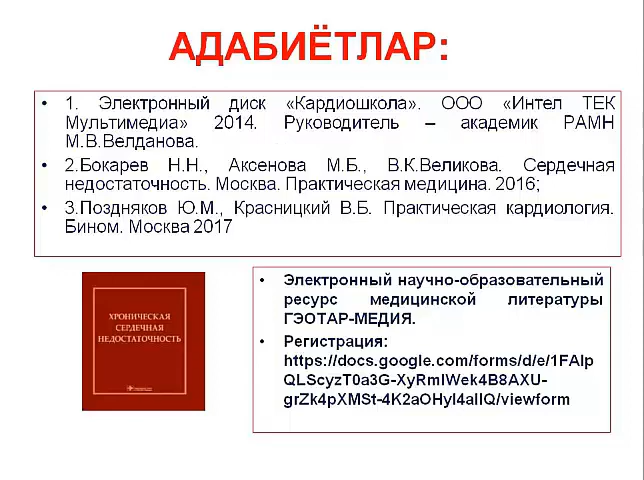 АДАБИЁТЛАР:
• 1. Электронный диск «Кардиошкола». ООО «Интел ТЕК
Мультимедиа» 2014. Руководитель – академик РАМН
М.В.Велданова.
• 2.Бокарев Н.Н., Аксенова М.Б., В.К.Великова. Сердечная
недостаточность. Москва. Практическая медицина. 2016;
• 3.Поздняков Ю.М., Красницкий В.Б. Практическая кардиология.
Бином. Москва 2017
ХРОНИЧЕСКАЯ
СЕРДЕЧНАЯ
НЕДОСТАТОЧНОСТЬ
• Электронный научно-образовательный
ресурс медицинской литературы
ГЭОТАР-МЕДИЯ.
• Регистрация:
https://docs.google.com/forms/d/e/1FAIp
QLScyzT0a3G-XyRmlWek4B8AXU-
grZk4pXMSt-4K2aOHyI4aIlQ/viewform